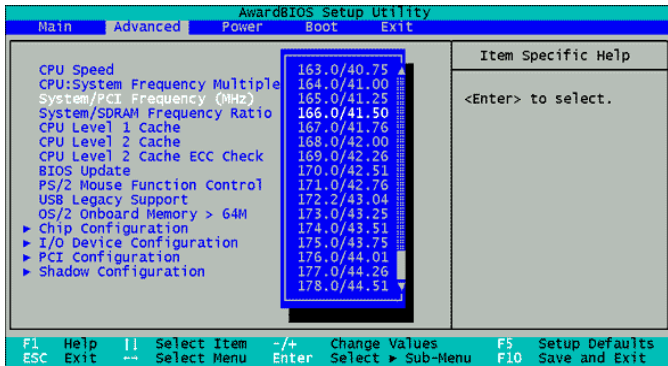 AwardBIOS Setup Utility
Main Advanced Power Boot Exit
Item Specific Help
<Enter> to select.
CPU Speed
CPU:System Frequency Multiple
System/PCI Frequency (MHz)
System/SDRAM Frequency Ratio
CPU Level 1 Cache
CPU Level 2 Cache
CPU Level 2 Cache ECC Check
BIOS Update
PS/2 Mouse Function Control
USB Legacy Support
OS/2 Onboard Memory > 64M
► Chip Configuration
► I/O Device Configuration
► PCI Configuration
► Shadow Configuration
163.0/40.75
164.0/41.00
165.0/41.25
166.0/41.50
167.0/41.76
168.0/42.00
169.0/42.26
170.0/42.51
171.0/42.76
172.2/43.04
173.0/43.25
174.0/43.51
175.0/43.75
176.0/44.01
177.0/44.26
178.0/44.51
F1 Help ↑↓ Select Item -/+ Change Values F5 Setup Defaults
ESC Exit ←→ Select Menu Enter Select ► Sub-Menu F10 Save and Exit